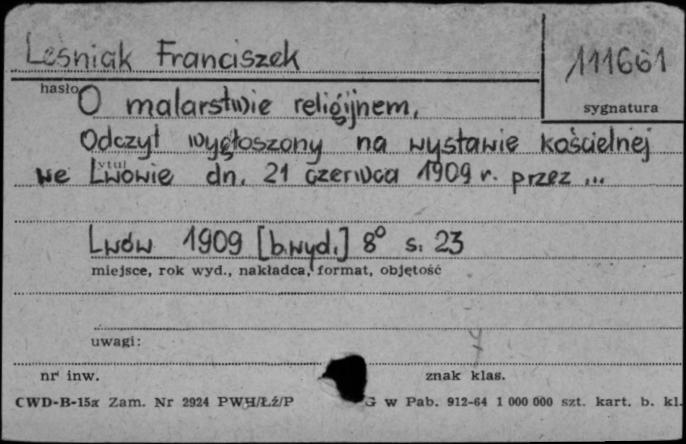 Leśniak Franciszek
111661
hasło
sygnatura
O malarstwie religijnem,
Odczyt wygłoszony na wystawie kościelnej
tytuł
we Lwowie dn. 21 czerwca 1909 r. przez ...
Lwów 1909 [b.wyd.] 8° s. 23
miejsce, rok wyd., nakładca, format, objętość
uwagi:
nr inw.
znak klas.
CWD-B-15a Zam. Nr 2924 PWH/Łź/P G w Pab. 912-64 1 000 000 szt. kart. b. kl.